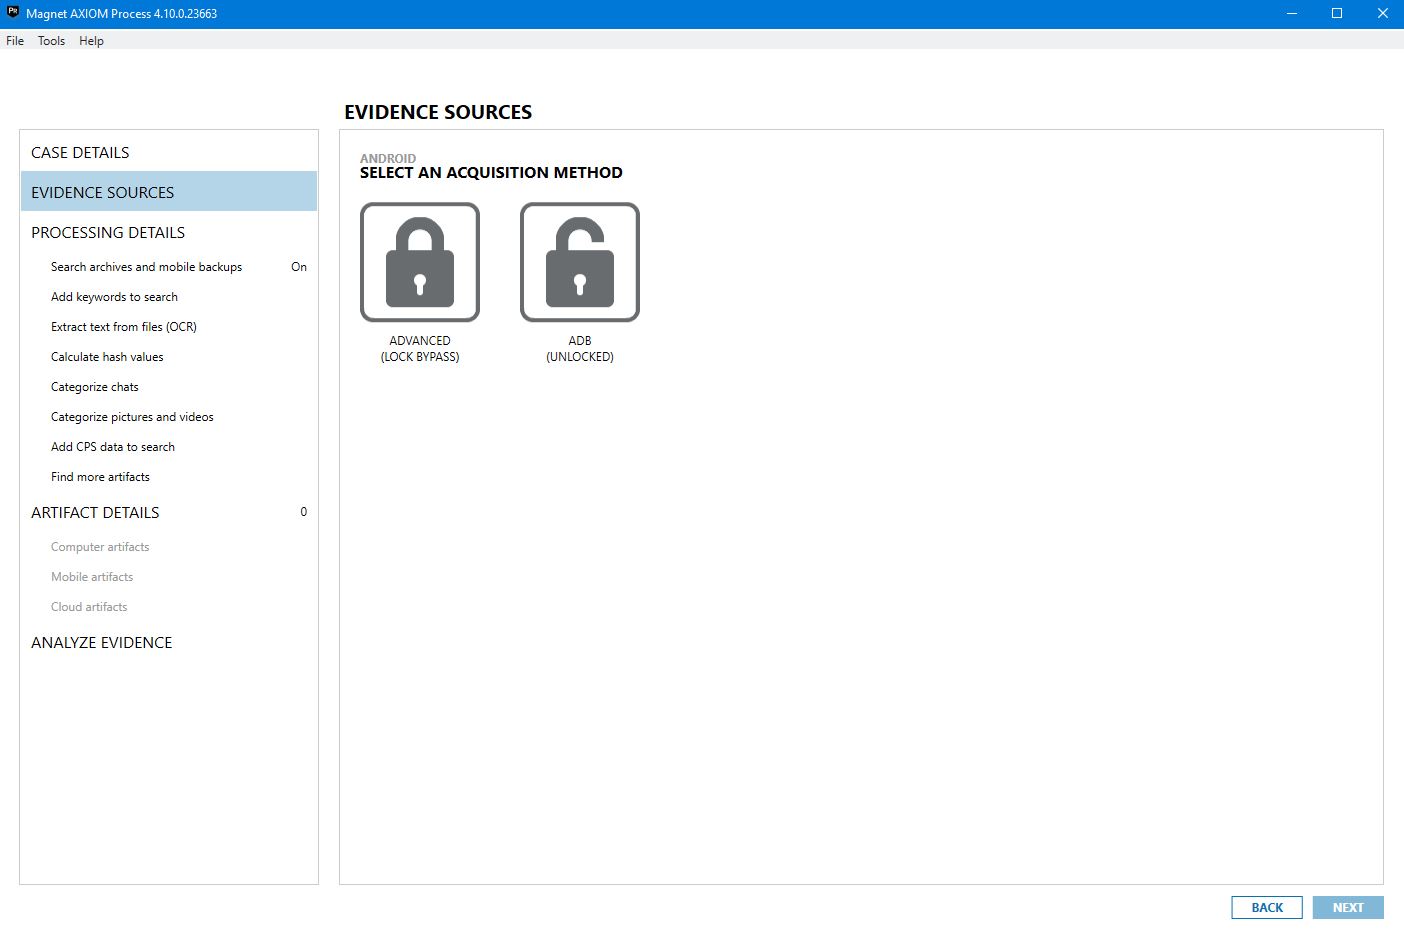 PR
Magnet AXIOM Process 4.10.0.23663
File Tools Help
EVIDENCE SOURCES
CASE DETAILS
EVIDENCE SOURCES
PROCESSING DETAILS
Search archives and mobile backups On
Add keywords to search
Extract text from files (OCR)
Calculate hash values
Categorize chats
Categorize pictures and videos
Add CPS data to search
Find more artifacts
ARTIFACT DETAILS 0
Computer artifacts
Mobile artifacts
Cloud artifacts
ANALYZE EVIDENCE
ANDROID
SELECT AN ACQUISITION METHOD
ADVANCED
(LOCK BYPASS)
ADB
(UNLOCKED)
BACK
NEXT